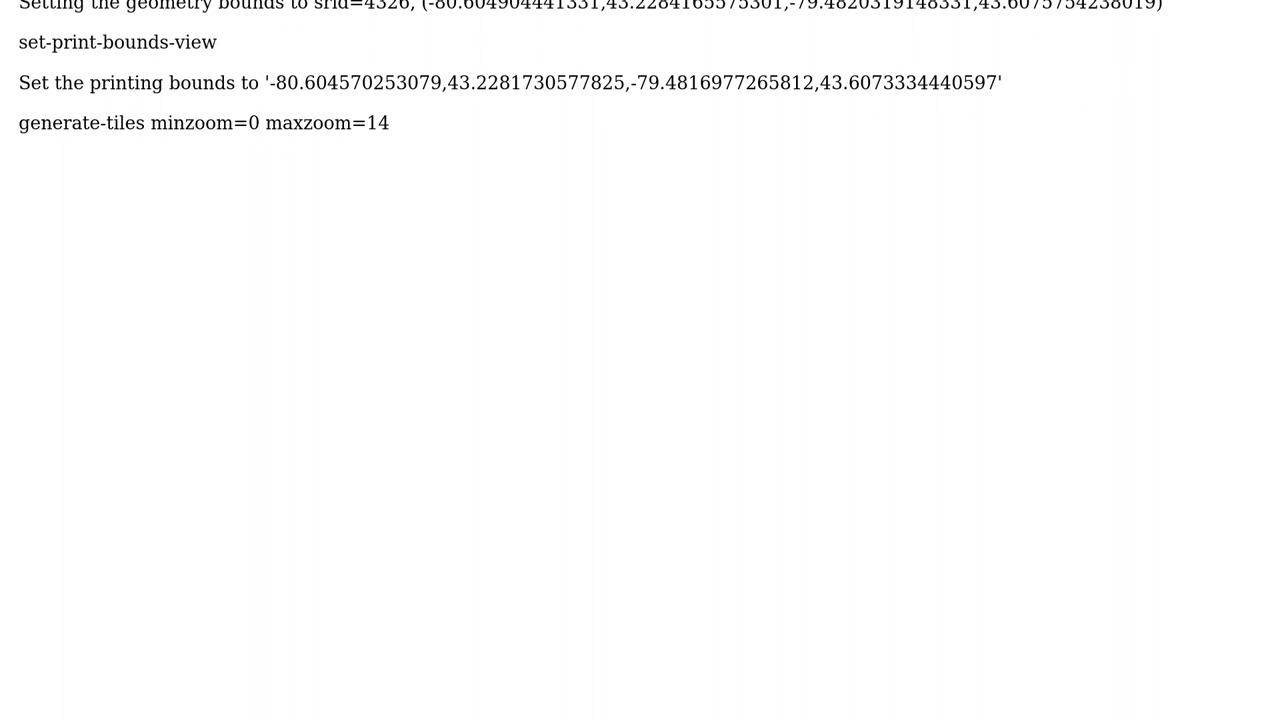 Setting the geometry bounds to srid=4326, (-80.604904441331,43.2284165575301,-79.4820319148331,43.6075754238019)
set-print-bounds-view
Set the printing bounds to '-80.604570253079,43.2281730577825,-79.4816977265812,43.6073334440597'
generate-tiles minzoom=0 maxzoom=14